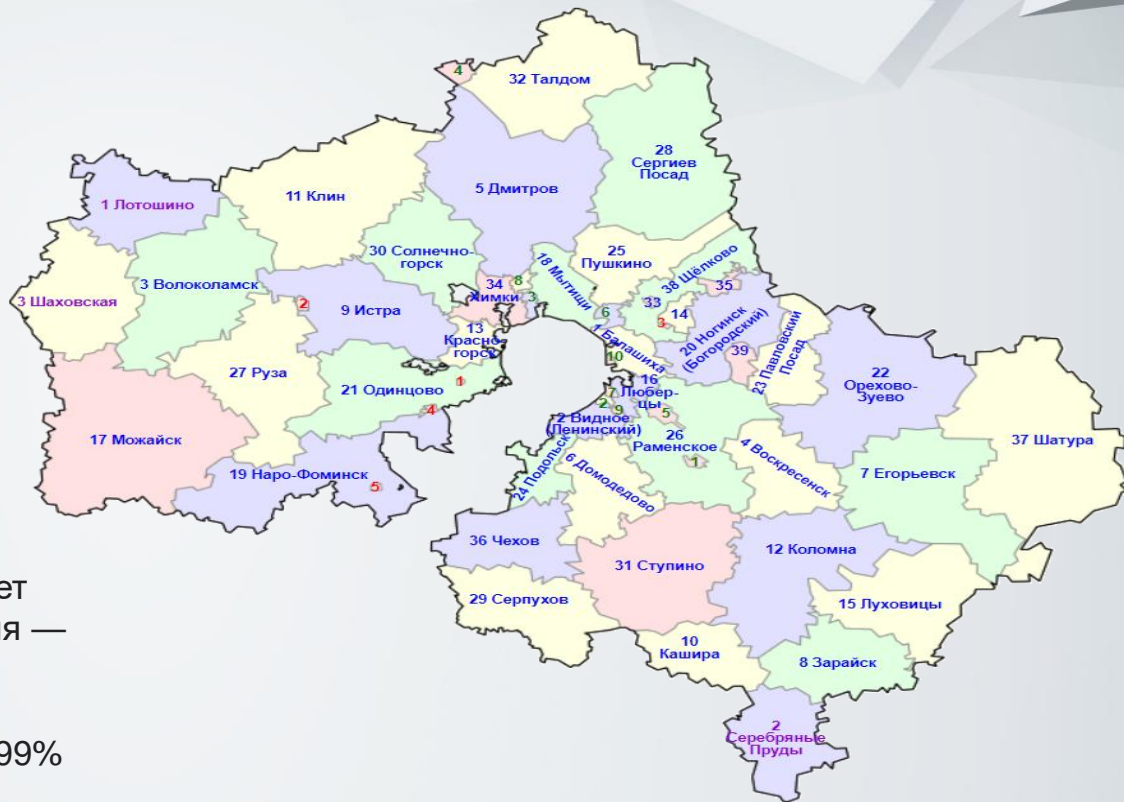 4
32 Талдом
28
Сергиев
Посад
5 Дмитров
11 Клин
1 Лотошино
30 Солнечно-
горск
25
Пушкино
18 Мытищи
38 Щёлково
3 Волоколамск
3 Шаховская
2
9 Истра
34
Химки
8
3
6
33
3
14
35
13
Красно-
горск
1 Балашиха
10
20 Ногинск
(Богородский)
39
23 Павловский
Посад
22
Орехово-
Зуево
27 Руза
21 Одинцово
1
4
16
Любер-
цы
7
2
9
5
2 Видное
(Ленинский)
26
Раменское
1
17 Можайск
19 Наро-Фоминск
5
24 Подольск
6 Домодедово
4 Воскресенск
7 Егорьевск
37 Шатура
36 Чехов
31 Ступино
12 Коломна
29 Серпухов
15 Луховицы
10
Кашира
8 Зарайск
2
Серебряные
Пруды
ет
ия —
99%